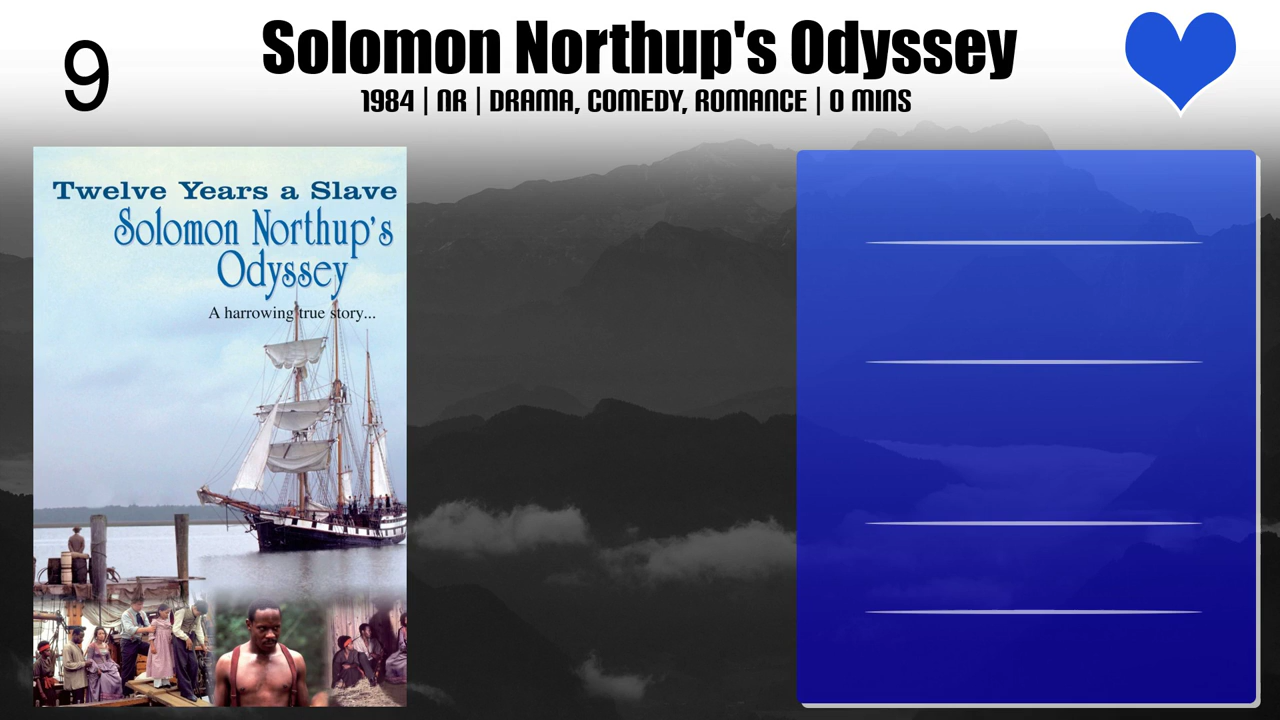 9
Solomon Northup's Odyssey
1984 | NR | DRAMA, COMEDY, ROMANCE | 0 MINS
Twelve Years a Slave
Solomon Northup's
Odyssey
A harrowing true story...